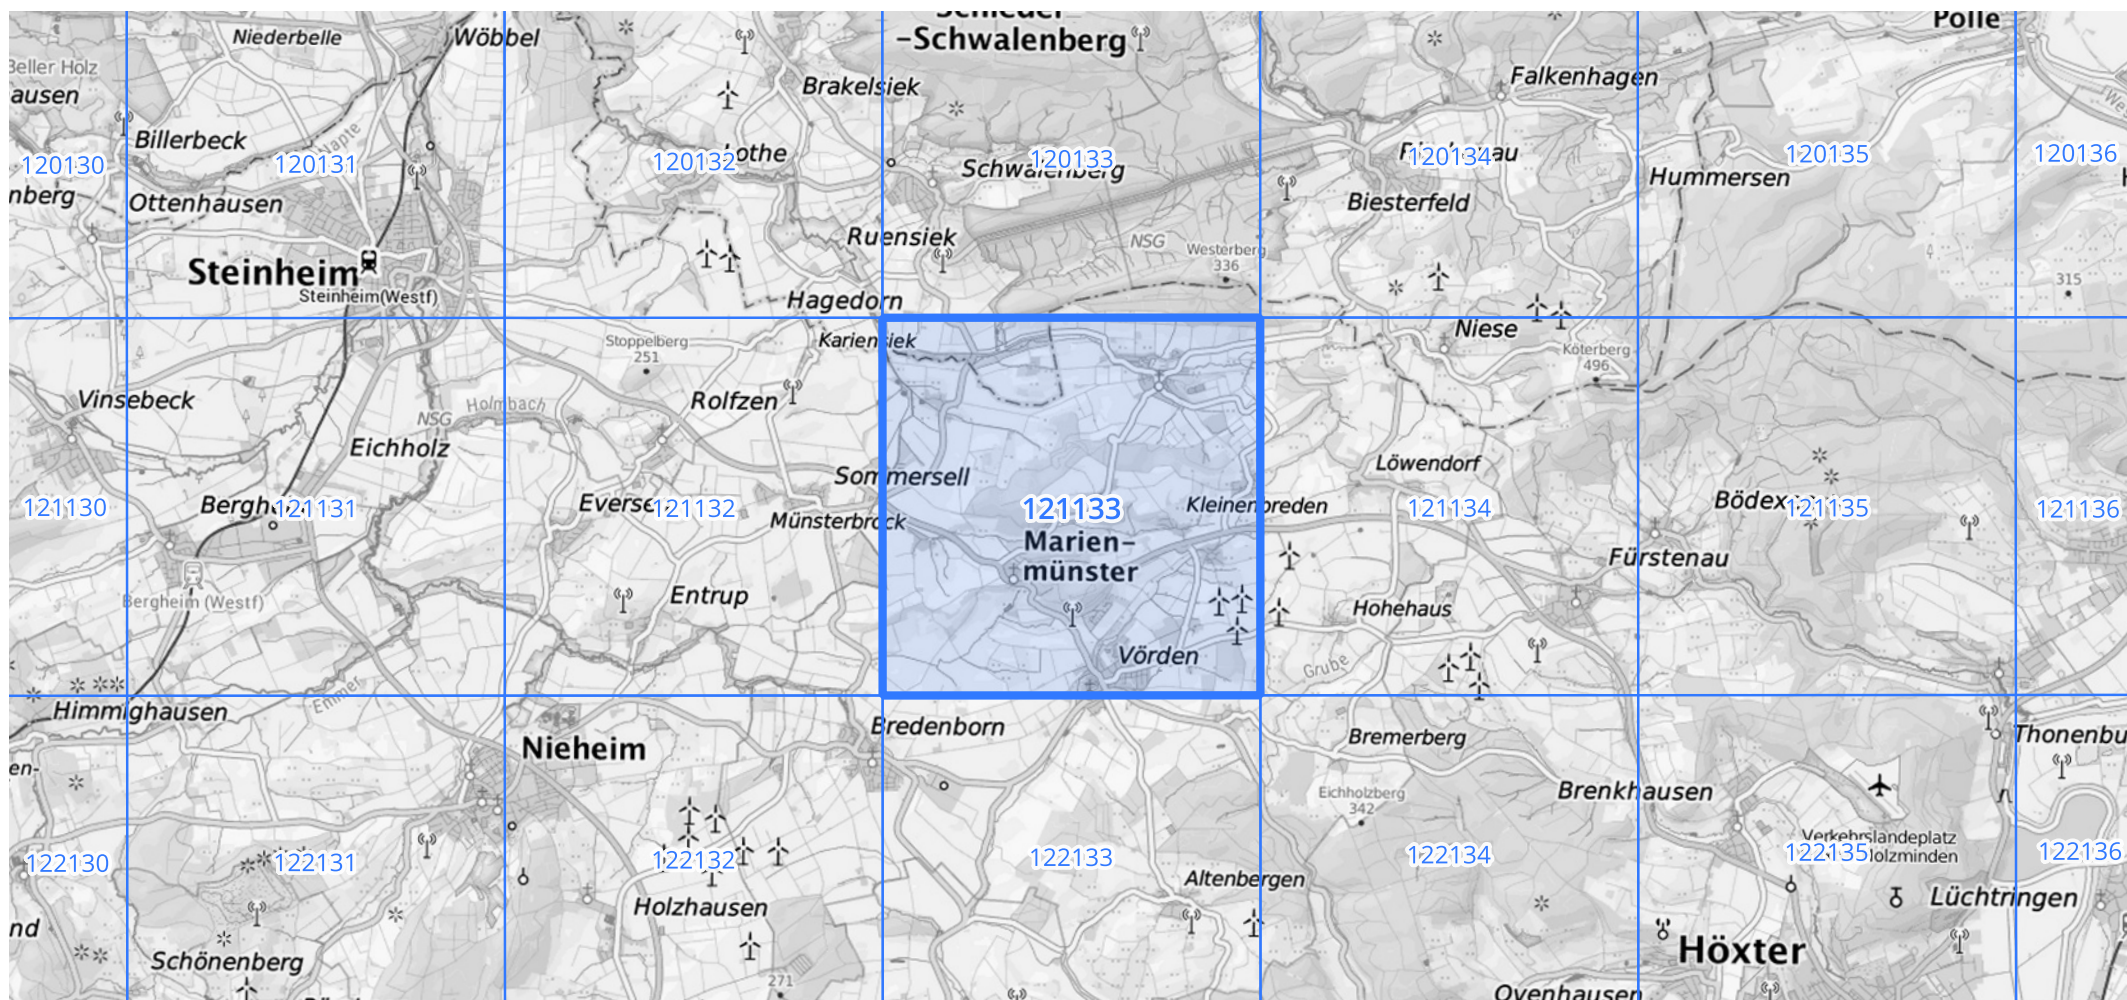 Niederbelle
Wöbbel
-Schwalenberg
Polle
Beller Holz
ausen
Billerbeck
Napte
Brakelsiek
Falkenhagen
120130
120131
120132
120133
120134
120135
120136
Schwalenberg
Hummersen
nberg
Ottenhausen
Biesterfeld
Ruensiek
NSG
Westerberg
336
Steinheim
Steinheim(Westf)
Hagedorn
315
Stoppelberg
251
Kariensiek
Niese
Köterberg
496
Vinsebeck
NSG
Holmbach
Rolfzen
Eichholz
Sommersell
Löwendorf
121130
121131
Eversen
121132
Münsterbrock
121133
Kleinenbreden
121134
121135
121136
Marien-
münster
Fürstenau
Bergheim (Westf)
Entrup
Hohehaus
Vörden
Grube
Emmer
Himmighausen
Nieheim
Bredenborn
Bremerberg
Thonenbu
en-
Eichholzberg
342
Brenkhausen
Verkehrslandeplatz
Holzminden
122130
122131
122132
122133
122134
122135
122136
Altenbergen
Lüchtringen
Holzhausen
nd
Schönenberg
Höxter
271
Ovenhausen